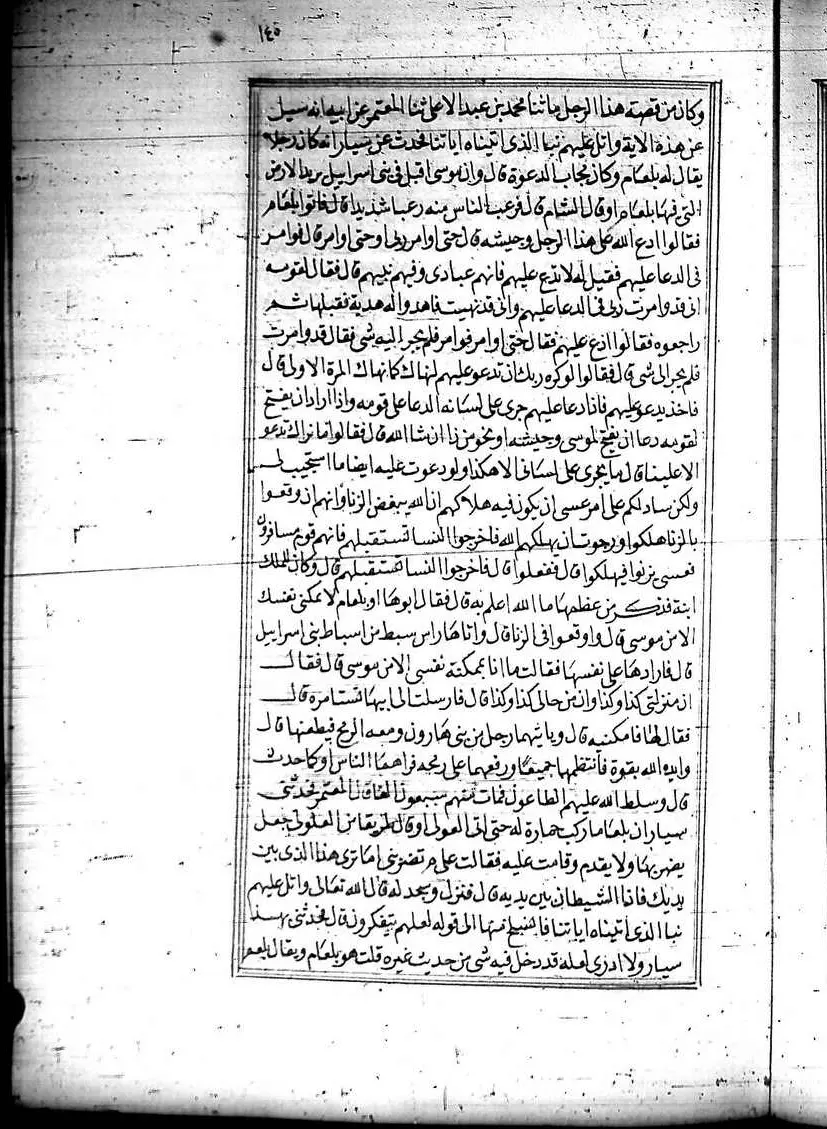 ١٤٥
وكان من قصة هذا الرجل ما ثنا محمد بن عبد الاعلى ثنا المعتمر عن ابيه انه سيل
عن هذه الاية واتل عليهم نبا الذى اتيناه اياتنا فحدث عن سيار انه كان رجلا
يقال له بلعام وكان مجاب الدعوة قال وان موسى اقبل فى بنى اسراييل يريد الارض
التى فيها بلعام او قال الشام قال فرعب الناس منه رعبا شديدا قال فاتوا بلعام
فقالوا ادع الله على هذا الرجل وجيشه قال حتى اوامر ربى او حتى اوامر قال فوامر
فى الدعا عليهم فقيل له لا تدع عليهم فانهم عبادى وفيهم نبيهم قال فقال لقومه
انى قد وامرت ربى فى الدعا عليهم وانى قد نهيت فاهدوا له هدية فقبلها ثم
راجعوه فقالوا ادع عليهم فقال حتى اوامر فوامر فلم يحر اليه شى فقال قد وامرت
فلم يحر الى شى قال فقالوا لو كره ربك ان تدعو عليهم لنهاك كما نهاك المرة الاولى قال
فاخذ يدعو عليهم فاذا دعا عليهم جرى على لسانه الدعا على قومه واذا اراد ان يفتح
لقومه دعا ان يفتح لموسى وجيشه او نحو من ذا ان شا الله قال فقالوا ما نراك تدعو
الا علينا قال ما يجرى على لسانى الا هكذا ولو دعوت عليه ايضا ما استجيب لى
ولكن سادلكم على امر عسى ان يكون فيه هلاكهم ان الله يبغض الزنا وانهم ان وقعوا
بالزنا هلكوا ورجوت ان يهلكهم الله فاخرجوا النسا تستقبلهم فانهم قوم مسافرون
فعسى يزنوا فيهلكوا قال ففعلوا قال فاخرجوا النسا تستقبلهم قال وكان للملك
ابنة فذكر من عظمها ما الله اعلم به قال فقال ابوها او بلعام لا تمكنى نفسك
الا من موسى قال ووقعوا فى الزنا قال واتاها راس سبط من اسباط بنى اسراييل
قال فارادها على نفسها فقالت ما انا بممكنة نفسى الا من موسى قال فقال
ان منزلتى كذا وكذا وان من حالى كذا وكذا قال فارسلت الى ابيها تستامره قال
فقال لها فامكنيه قال وياتيهما رجل من بنى هارون ومعه الرمح فيطعنهما قال
وايده الله بقوة فانتظمهما جميعا ورفعهما على رمحه فراهما الناس او كما حدث
قال وسلط الله عليهم الطاعون فمات منهم سبعون الفا قال المعتمر فحدثنى
سيار ان بلعاما ركب حمارة له حتى اتى العلولى او قال طريقا من العلولى جعل
يضربها ولا يقدم وقامت عليه فقالت على م تضربنى اما ترى هذا الذى بين
يديك فاذا الشيطان بين يديه قال فنزل وسجد له قال الله تعالى واتل عليهم
نبا الذى اتيناه اياتنا فانسلخ منها الى قوله لعلهم يتفكرون قال فحدثنى بهذا
سيار ولا ادرى لعله قد دخل فيه شى من حديث غيره قلت هو بلعام ويقال بلعم